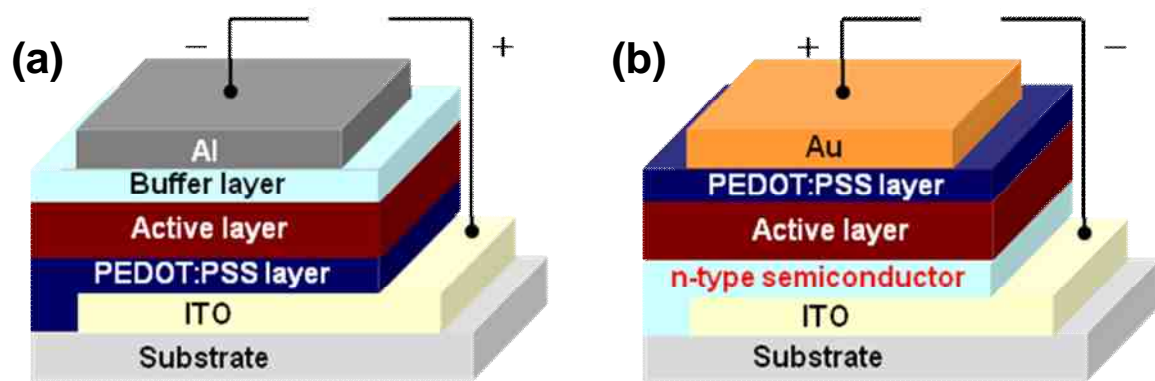 (a)
−
+
Al
Buffer layer
Active layer
PEDOT:PSS layer
ITO
Substrate
(b)
+
−
Au
PEDOT:PSS layer
Active layer
n-type semiconductor
ITO
Substrate